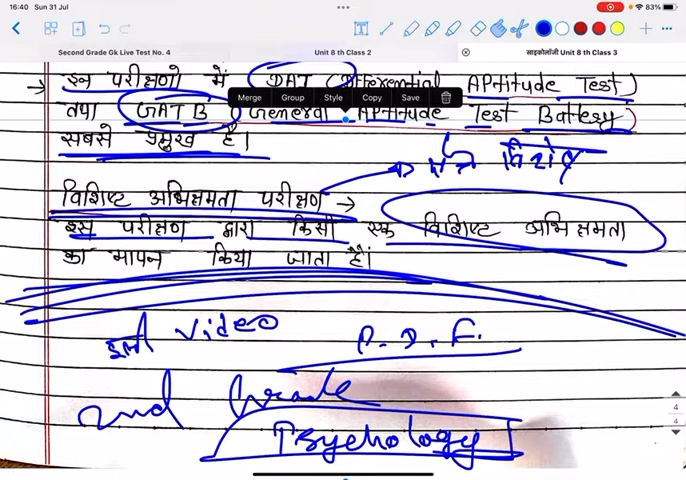 16:40 Sun 31 Jul
83%
Second Grade Gk Live Test No. 4
Unit 8 th Class 2
साइकोलॉजी Unit 8 th Class 3
→ इन परीक्षणो में DAT (Differential APtitude Test)
Merge Group Style Copy Save
तथा GATB (General APtitude Test Battery)
सबसे प्रमुख है।
विशिष्ट अभिक्षमता परीक्षण →
इस परीक्षण द्वारा किसी एक विशिष्ट अभिक्षमता
का मापन किया जाता है।
इसी Video P.D.F.
2nd Grade
Psychology
4
4